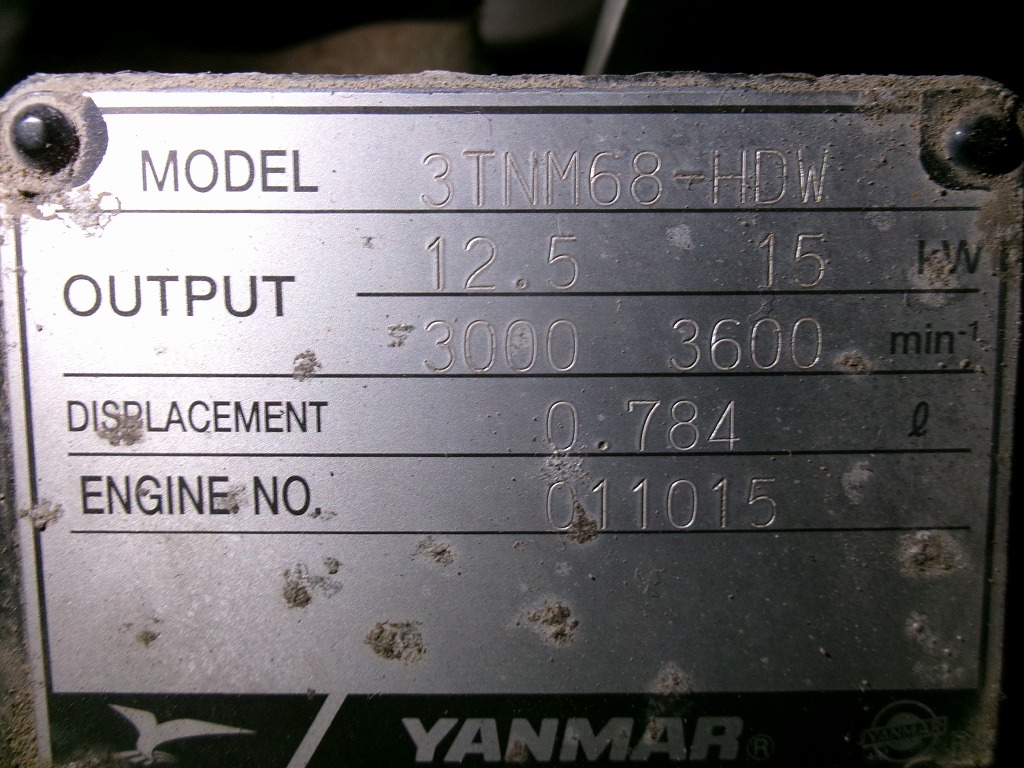 MODEL 3TNM68-HDW
OUTPUT 12.5 15 kW
3000 3600 min-1
DISPLACEMENT 0.784 ℓ
ENGINE NO. 011015
YANMAR® YANMAR